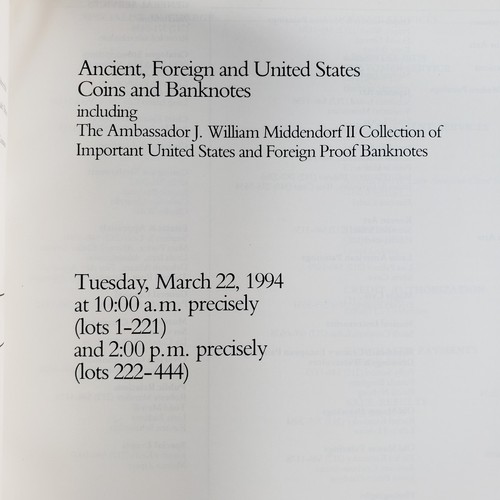 Ancient, Foreign and United States
Coins and Banknotes
including
The Ambassador J. William Middendorf II Collection of
Important United States and Foreign Proof Banknotes
Tuesday, March 22, 1994
at 10:00 a.m. precisely
(lots 1-221)
and 2:00 p.m. precisely
(lots 222-444)